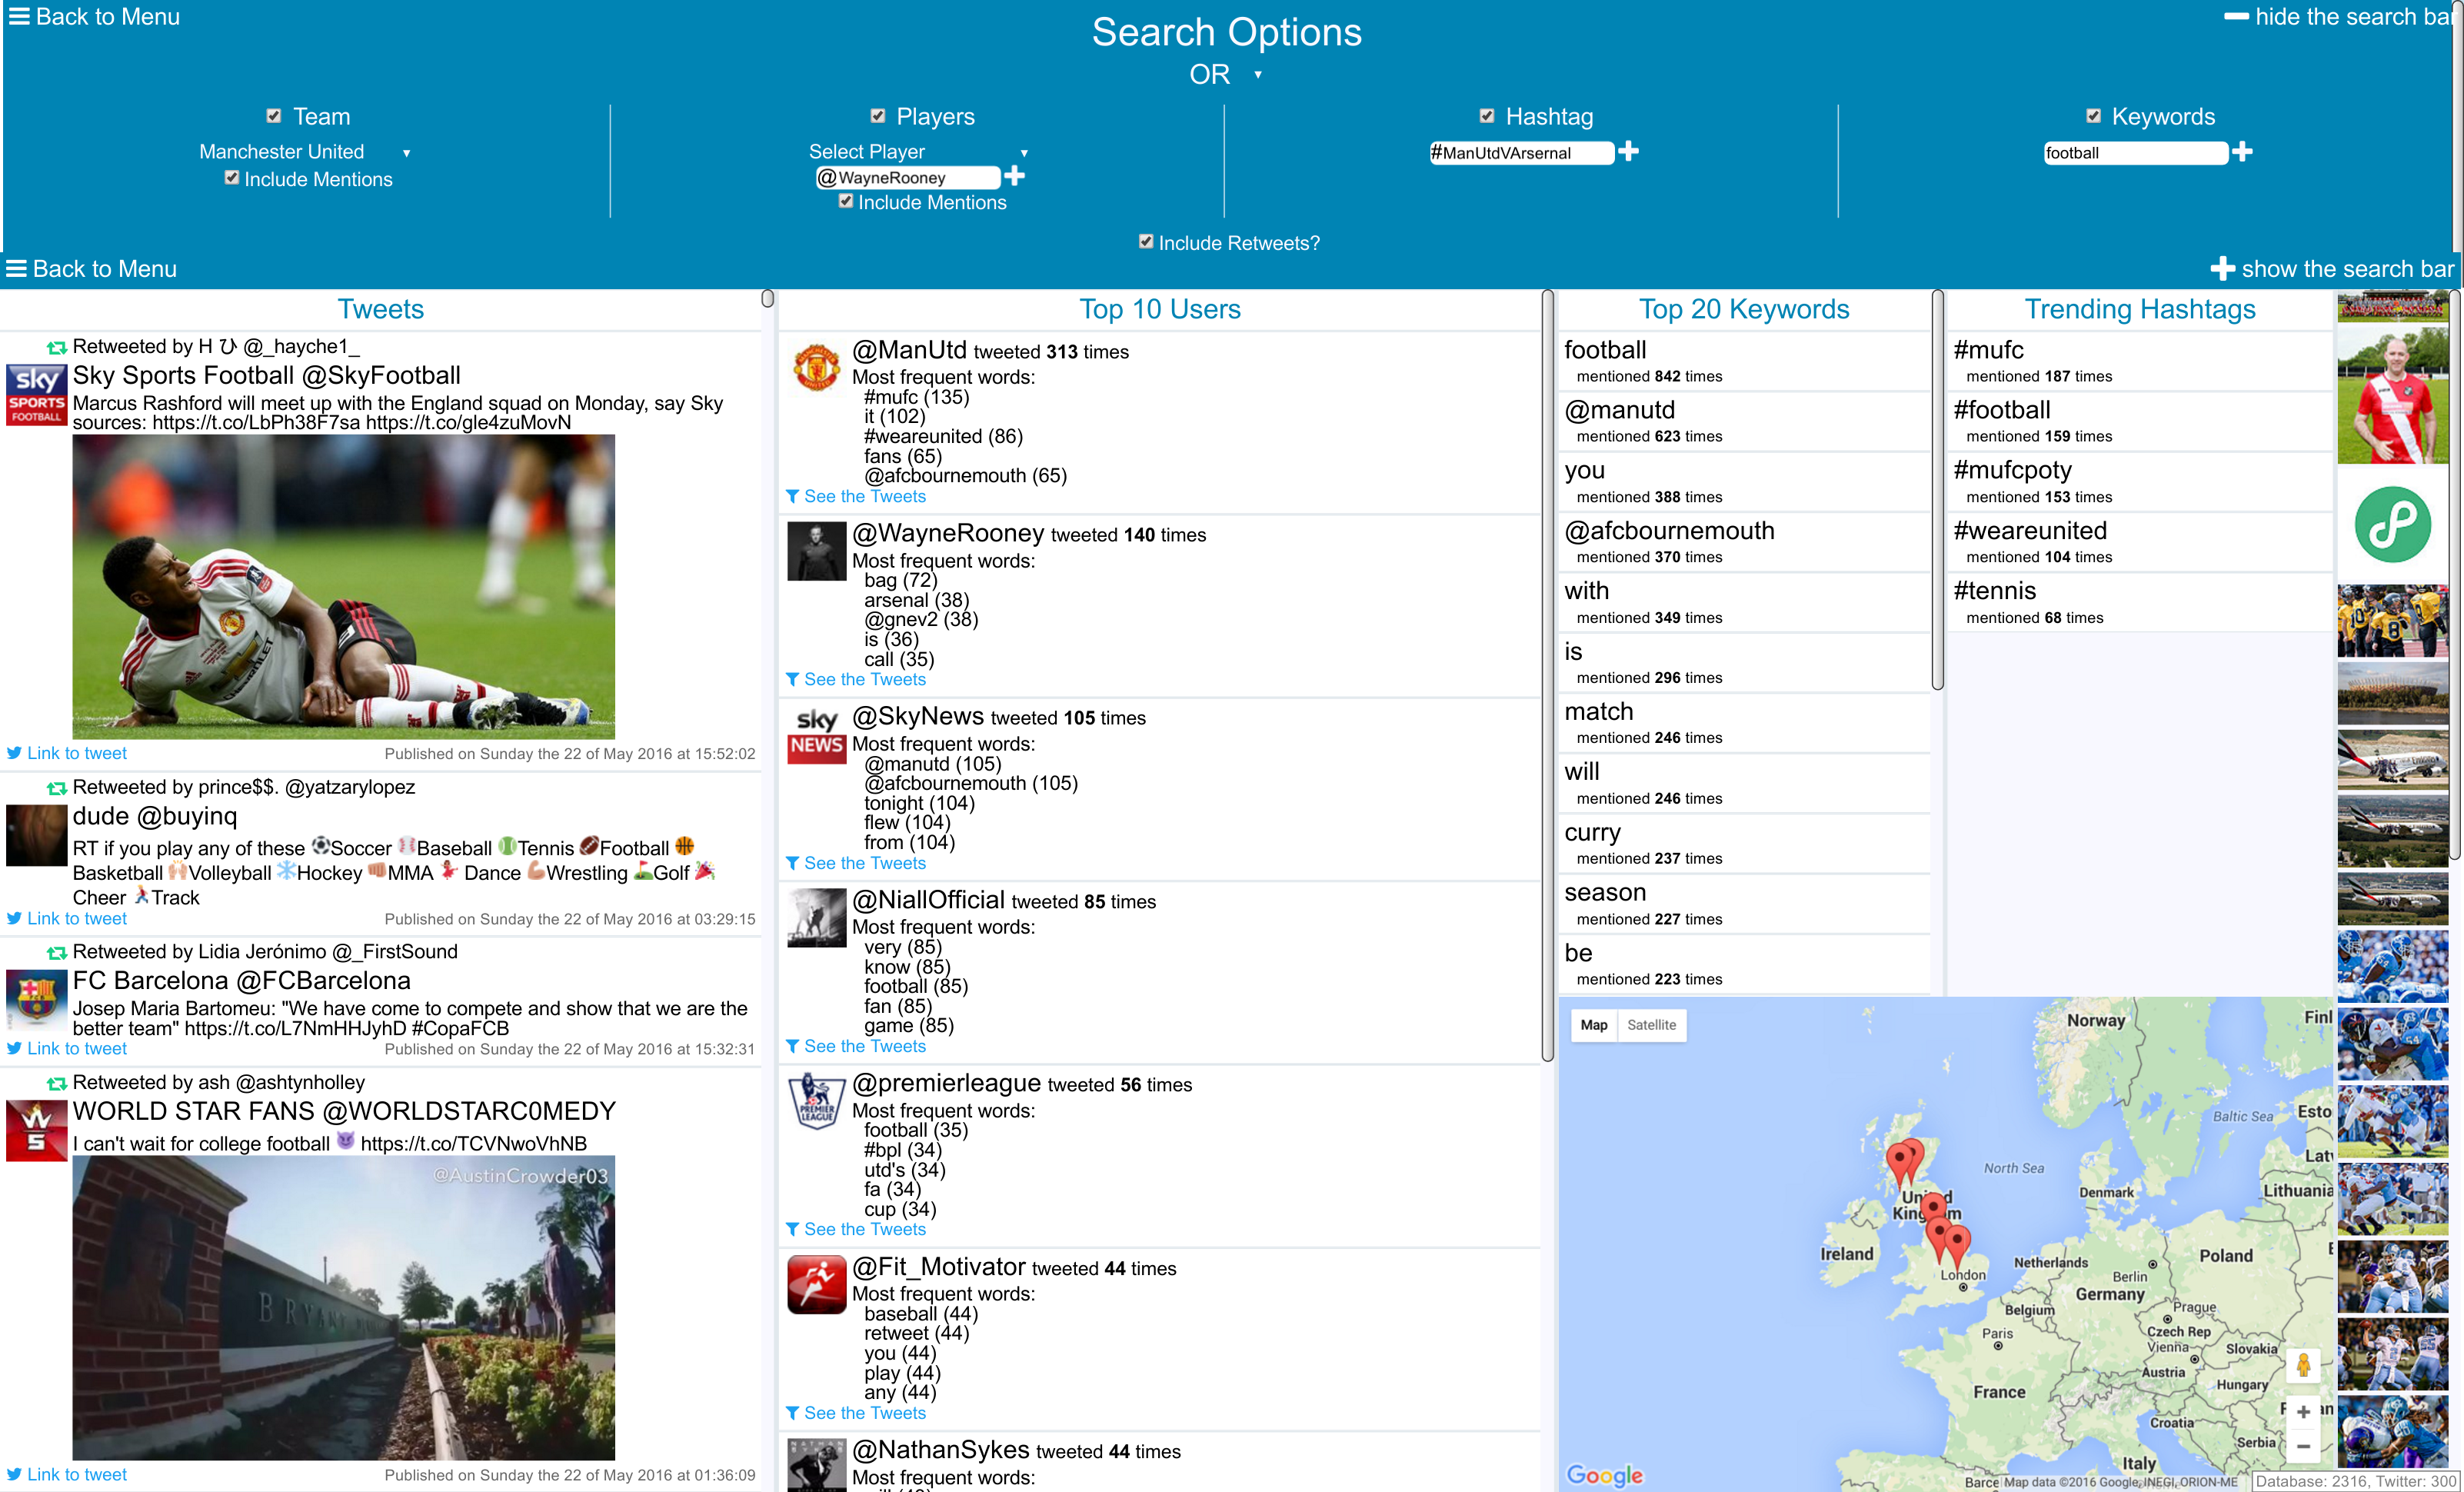 Back to Menu
hide the search bar
Search Options
OR
Team
Manchester United
Include Mentions
Players
Select Player
@WayneRooney
Include Mentions
Hashtag
#ManUtdVArsernal
Keywords
football
Include Retweets?
Back to Menu
show the search bar
Tweets
Retweeted by H ひ @_hayche1_
sky SPORTS FOOTBALL
Sky Sports Football @SkyFootball
Marcus Rashford will meet up with the England squad on Monday, say Sky
sources: https://t.co/LbPh38F7sa https://t.co/gle4zuMovN
Link to tweet
Published on Sunday the 22 of May 2016 at 15:52:02
Retweeted by prince$$. @yatzarylopez
dude @buyinq
RT if you play any of these ⚽Soccer ⚾Baseball 🎾Tennis 🏈Football 🏀
Basketball 🙌Volleyball ❄Hockey 👊MMA 💃 Dance 💪Wrestling ⛳Golf 🎉
Cheer 🏃Track
Link to tweet
Published on Sunday the 22 of May 2016 at 03:29:15
Retweeted by Lidia Jerónimo @_FirstSound
FC Barcelona @FCBarcelona
Josep Maria Bartomeu: "We have come to compete and show that we are the
better team" https://t.co/L7NmHHJyhD #CopaFCB
Link to tweet
Published on Sunday the 22 of May 2016 at 15:32:31
Retweeted by ash @ashtynholley
WORLD STAR FANS @WORLDSTARC0MEDY
I can't wait for college football 😈 https://t.co/TCVNwoVhNB
@AustinCrowder03
Link to tweet
Published on Sunday the 22 of May 2016 at 01:36:09
Top 10 Users
@ManUtd tweeted 313 times
Most frequent words:
#mufc (135)
it (102)
#weareunited (86)
fans (65)
@afcbournemouth (65)
See the Tweets
@WayneRooney tweeted 140 times
Most frequent words:
bag (72)
arsenal (38)
@gnev2 (38)
is (36)
call (35)
See the Tweets
sky NEWS
@SkyNews tweeted 105 times
Most frequent words:
@manutd (105)
@afcbournemouth (105)
tonight (104)
flew (104)
from (104)
See the Tweets
@NiallOfficial tweeted 85 times
Most frequent words:
very (85)
know (85)
football (85)
fan (85)
game (85)
See the Tweets
PREMIER LEAGUE
@premierleague tweeted 56 times
Most frequent words:
football (35)
#bpl (34)
utd's (34)
fa (34)
cup (34)
See the Tweets
@Fit_Motivator tweeted 44 times
Most frequent words:
baseball (44)
retweet (44)
you (44)
play (44)
any (44)
See the Tweets
@NathanSykes tweeted 44 times
Most frequent words:
Top 20 Keywords
football
mentioned 842 times
@manutd
mentioned 623 times
you
mentioned 388 times
@afcbournemouth
mentioned 370 times
with
mentioned 349 times
is
mentioned 296 times
match
mentioned 246 times
will
mentioned 246 times
curry
mentioned 237 times
season
mentioned 227 times
be
mentioned 223 times
Trending Hashtags
#mufc
mentioned 187 times
#football
mentioned 159 times
#mufcpoty
mentioned 153 times
#weareunited
mentioned 104 times
#tennis
mentioned 68 times
Map
Satellite
Norway
Finl
Baltic Sea
Esto
North Sea
Latv
United
Kingdom
Denmark
Lithuania
Ireland
Netherlands
Poland
London
Berlin
Germany
Belgium
Prague
Paris
Czech Rep
Vienna
Slovakia
Austria
France
Hungary
Croatia
Serbia
Italy
Barce
Google
Map data ©2016 Google, INEGI, ORION-ME
Database: 2316, Twitter: 300